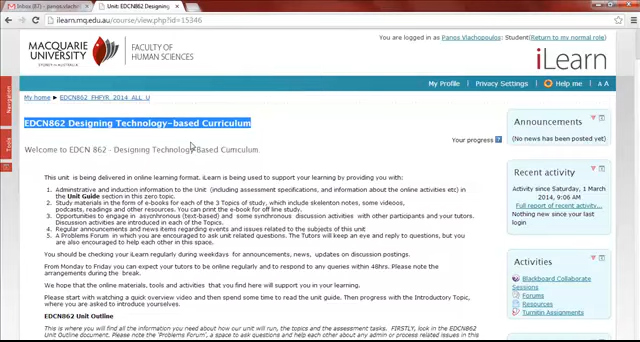 Inbox (87) - panos.vlachop
Unit: EDCN862 Designing
ilearn.mq.edu.au/course/view.php?id=15346
MACQUARIE
UNIVERSITY
SYDNEY~AUSTRALIA
FACULTY OF
HUMAN SCIENCES
You are logged in as Panos Vlachopoulos: Student(Return to my normal role)
iLearn
My Profile
Privacy Settings
Help me
A A
Navigation
Tools
My home ► EDCN862_FHFYR_2014_ALL_U
EDCN862 Designing Technology-based Curriculum
Your progress
Welcome to EDCN 862 - Designing Technology-Based Curriculum.
This unit is being delivered in online learning format. iLearn is being used to support your learning by providing you with:
1. Administrative and induction information to the Unit (including assessment specifications, and information about the online activities etc) in
the Unit Guide section in this zero topic.
2. Study materials in the form of e-books for each of the 3 Topics of study, which include skeleton notes, some videos,
podcasts, readings and other resources. You can print the e-book for off line study.
3. Opportunities to engage in asynhronous (text-based) and some synchronous discussion activities with other participants and your tutors.
Discussion activities are introduced in each of the Topics.
4. Regular announcements and news items regarding events and issues related to the subjects of this unit
5. A Problems Forum in which you are encouraged to ask unit related questions. The Tutors will keep an eye and reply to questions, but you
are also encouraged to help each other in this space.
You should be checking your iLearn regularly during weekdays for announcements, news, updates on discussion postings.
From Monday to Friday you can expect your tutors to be online regularly and to respond to any queries within 48hrs. Please note the
arrangements during the break.
We hope that the online materials, tools and activities that you find here will support you in your learning.
Please start with watching a quick overview video and then spend some time to read the unit guide. Then progress with the Introductory Topic,
where you are asked to introduce yourselves.
EDCN862 Unit Outline
This is where you will find all the information you need about how unit will run, the topics and the assessment tasks. FIRSTLY, look in the EDCN862
Unit Outline document. Please note the "Problems Forum", a space to ask questions and help each other about any admin or process related issues in this
Announcements
(No news has been posted yet)
Recent activity
Activity since Saturday, 1 March
2014, 9:06 AM
Full report of recent activity...
Nothing new since your last
login
Activities
Blackboard Collaborate
Sessions
Forums
Resources
Turnitin Assignments